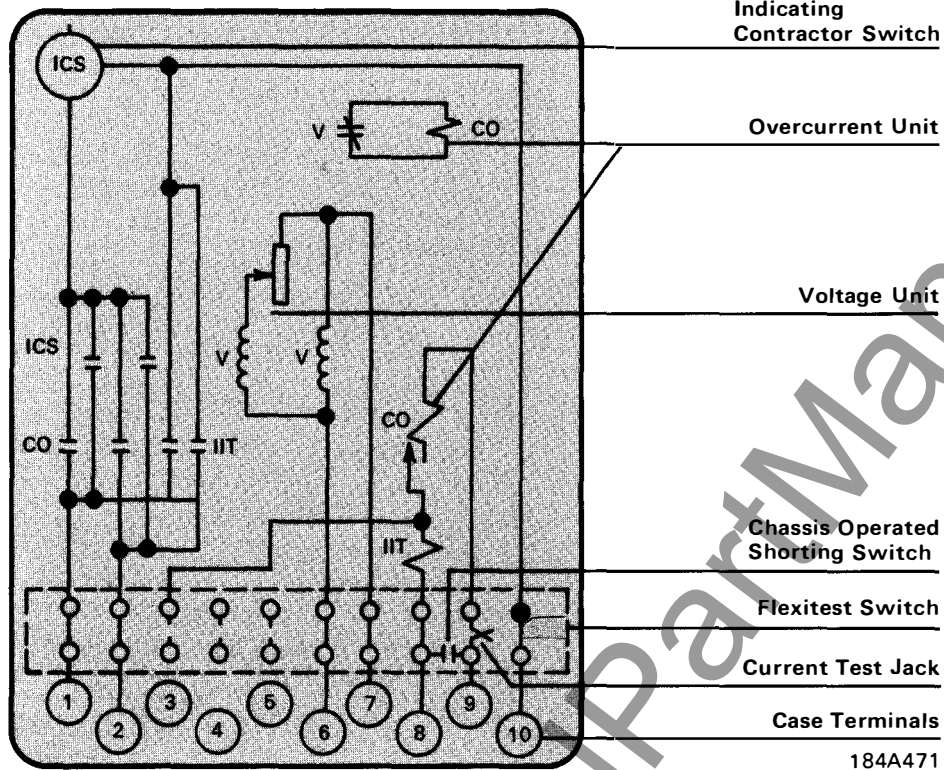 Indicating
Contractor Switch
ICS
V
CO
Overcurrent Unit
Voltage Unit
ICS
V
V
CO
CO
IIT
IIT
Chassis Operated
Shorting Switch
Flexitest Switch
Current Test Jack
1
2
3
4
5
6
7
8
9
10
Case Terminals
184A471